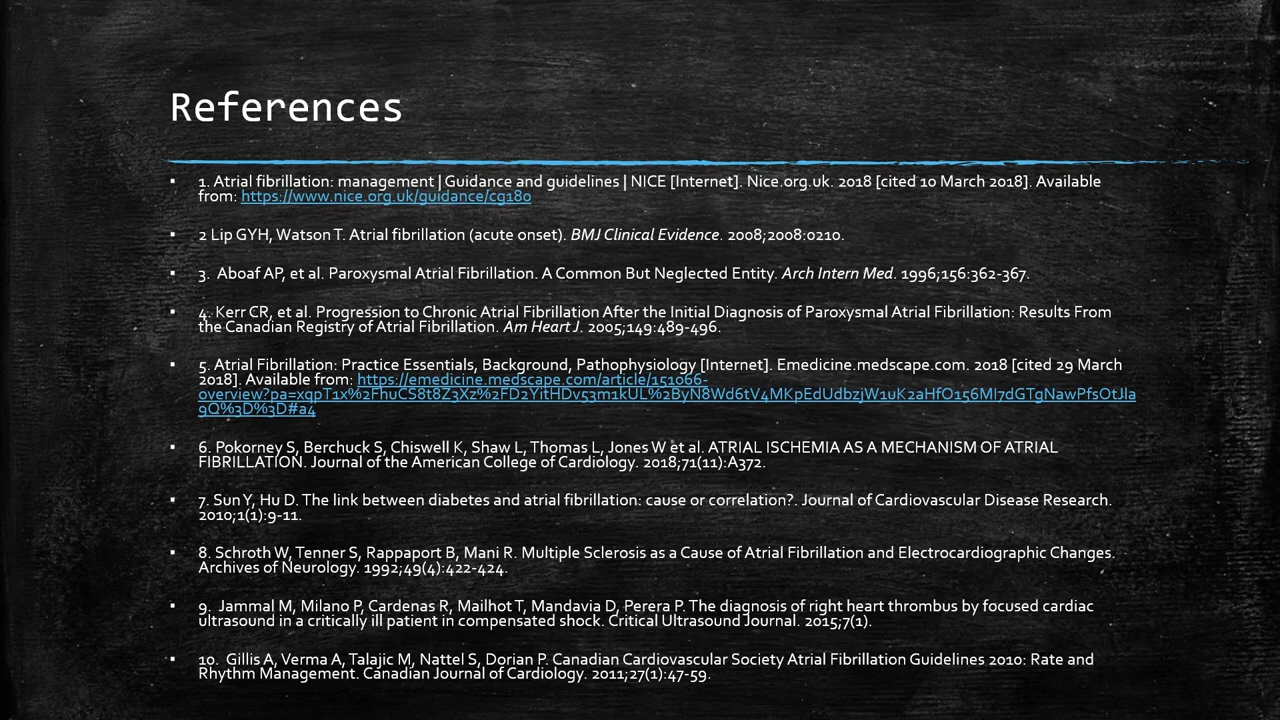 References
▪ 1. Atrial fibrillation: management | Guidance and guidelines | NICE [Internet]. Nice.org.uk. 2018 [cited 10 March 2018]. Available
from: https://www.nice.org.uk/guidance/cg180
▪ 2 Lip GYH, Watson T. Atrial fibrillation (acute onset). BMJ Clinical Evidence. 2008;2008:0210.
▪ 3. Aboaf AP, et al. Paroxysmal Atrial Fibrillation. A Common But Neglected Entity. Arch Intern Med. 1996;156:362-367.
▪ 4. Kerr CR, et al. Progression to Chronic Atrial Fibrillation After the Initial Diagnosis of Paroxysmal Atrial Fibrillation: Results From
the Canadian Registry of Atrial Fibrillation. Am Heart J. 2005;149:489-496.
▪ 5. Atrial Fibrillation: Practice Essentials, Background, Pathophysiology [Internet]. Emedicine.medscape.com. 2018 [cited 29 March
2018]. Available from: https://emedicine.medscape.com/article/151066-
overview?pa=xqpT1x%2FhuCS8t8Z3Xz%2FD2YitHDv53m1kUL%2ByN8Wd6tV4MKpEdUdbzjW1uK2aHfO156MI7dGTgNawPfsOtJla
9Q%3D%3D#a4
▪ 6. Pokorney S, Berchuck S, Chiswell K, Shaw L, Thomas L, Jones W et al. ATRIAL ISCHEMIA AS A MECHANISM OF ATRIAL
FIBRILLATION. Journal of the American College of Cardiology. 2018;71(11):A372.
▪ 7. Sun Y, Hu D. The link between diabetes and atrial fibrillation: cause or correlation?. Journal of Cardiovascular Disease Research.
2010;1(1):9-11.
▪ 8. Schroth W, Tenner S, Rappaport B, Mani R. Multiple Sclerosis as a Cause of Atrial Fibrillation and Electrocardiographic Changes.
Archives of Neurology. 1992;49(4):422-424.
▪ 9. Jammal M, Milano P, Cardenas R, Mailhot T, Mandavia D, Perera P. The diagnosis of right heart thrombus by focused cardiac
ultrasound in a critically ill patient in compensated shock. Critical Ultrasound Journal. 2015;7(1).
▪ 10. Gillis A, Verma A, Talajic M, Nattel S, Dorian P. Canadian Cardiovascular Society Atrial Fibrillation Guidelines 2010: Rate and
Rhythm Management. Canadian Journal of Cardiology. 2011;27(1):47-59.